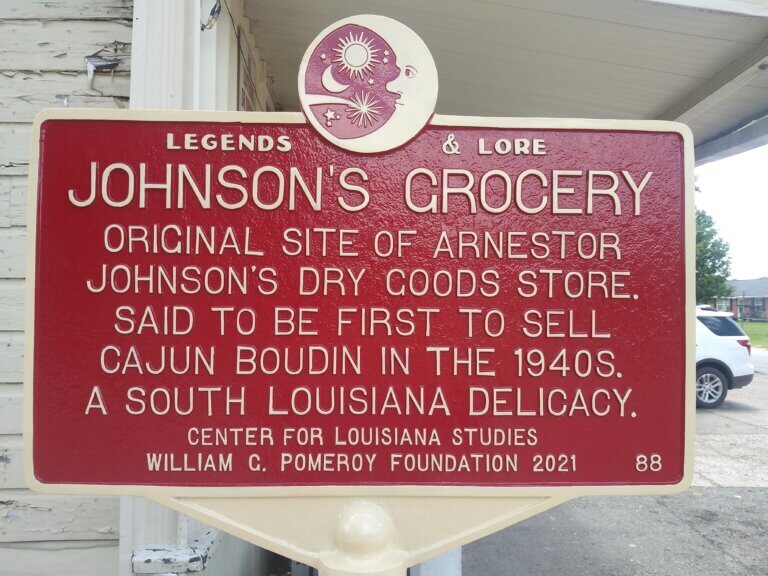 LEGENDS & LORE
JOHNSON'S GROCERY
ORIGINAL SITE OF ARNESTOR
JOHNSON'S DRY GOODS STORE.
SAID TO BE FIRST TO SELL
CAJUN BOUDIN IN THE 1940S.
A SOUTH LOUISIANA DELICACY.
CENTER FOR LOUISIANA STUDIES
WILLIAM G. POMEROY FOUNDATION 2021 88